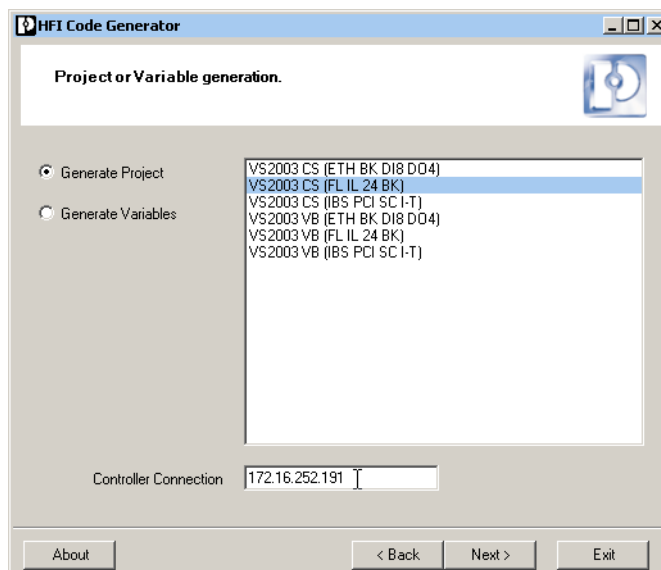 HFI Code Generator
Project or Variable generation.
Generate Project
Generate Variables
VS2003 CS (ETH BK DI8 DO4)
VS2003 CS (FL IL 24 BK)
VS2003 CS (IBS PCI SC I-T)
VS2003 VB (ETH BK DI8 DO4)
VS2003 VB (FL IL 24 BK)
VS2003 VB (IBS PCI SC I-T)
Controller Connection 172.16.252.191
About < Back Next > Exit